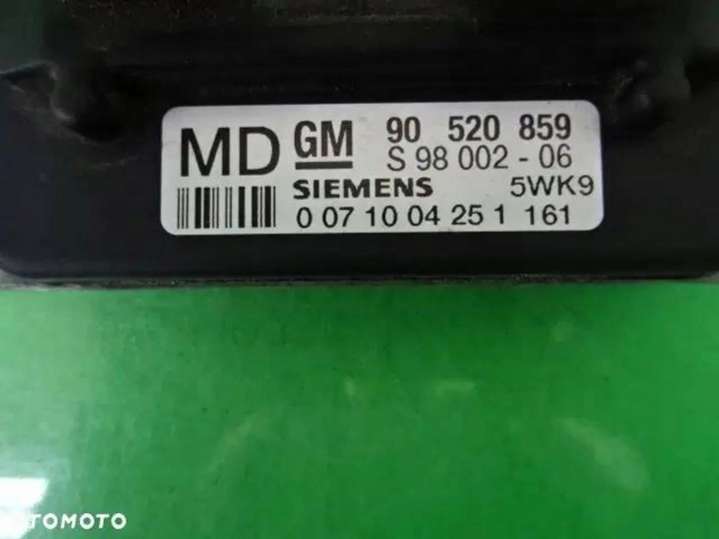 MD GM 90 520 859
S 98 002 - 06
SIEMENS 5WK9
0 07 10 04 25 1 161
OTOMOTO